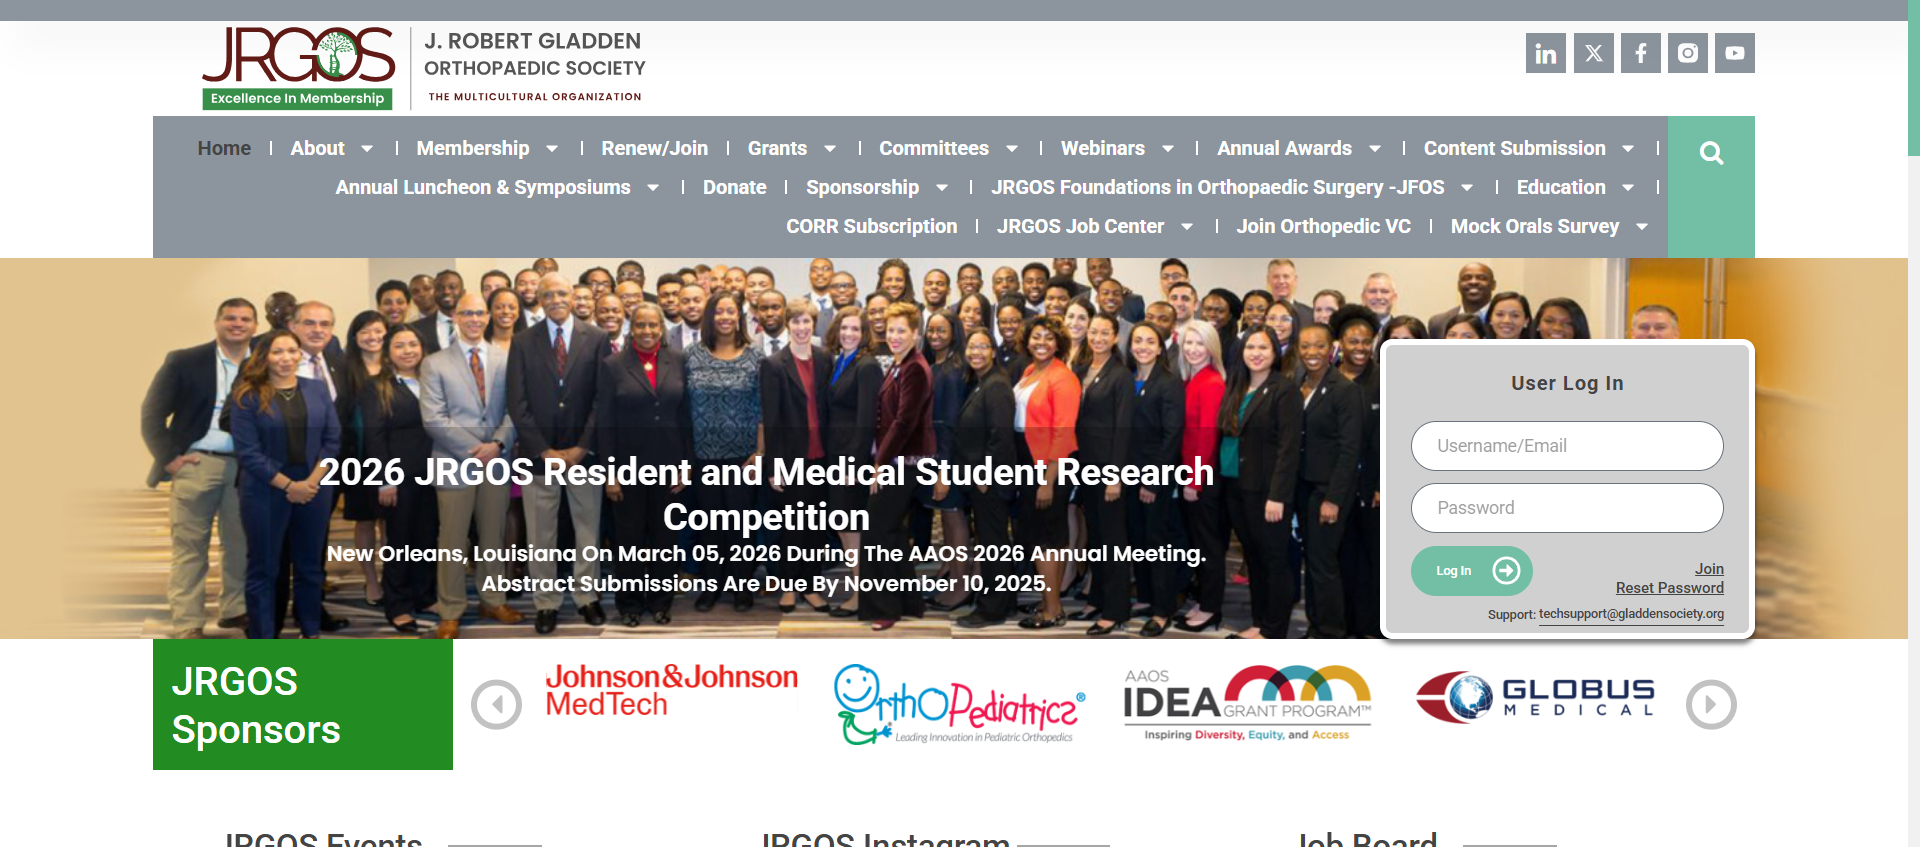 JRGOS
Excellence In Membership
J. ROBERT GLADDEN
ORTHOPAEDIC SOCIETY
THE MULTICULTURAL ORGANIZATION
Home | About | Membership | Renew/Join | Grants | Committees | Webinars | Annual Awards | Content Submission |
Annual Luncheon & Symposiums | Donate | Sponsorship | JRGOS Foundations in Orthopaedic Surgery -JFOS | Education |
CORR Subscription | JRGOS Job Center | Join Orthopedic VC | Mock Orals Survey
2026 JRGOS Resident and Medical Student Research
Competition
New Orleans, Louisiana On March 05, 2026 During The AAOS 2026 Annual Meeting.
Abstract Submissions Are Due By November 10, 2025.
User Log In
Username/Email
Password
Log In
Join
Reset Password
Support: techsupport@gladdensociety.org
JRGOS
Sponsors
Johnson&Johnson
MedTech
OrthoPediatrics®
Leading Innovation in Pediatric Orthopedics
AAOS
IDEA GRANT PROGRAM™
Inspiring Diversity, Equity, and Access
GLOBUS
MEDICAL
JRGOS Events
JRGOS Instagram
Job Board